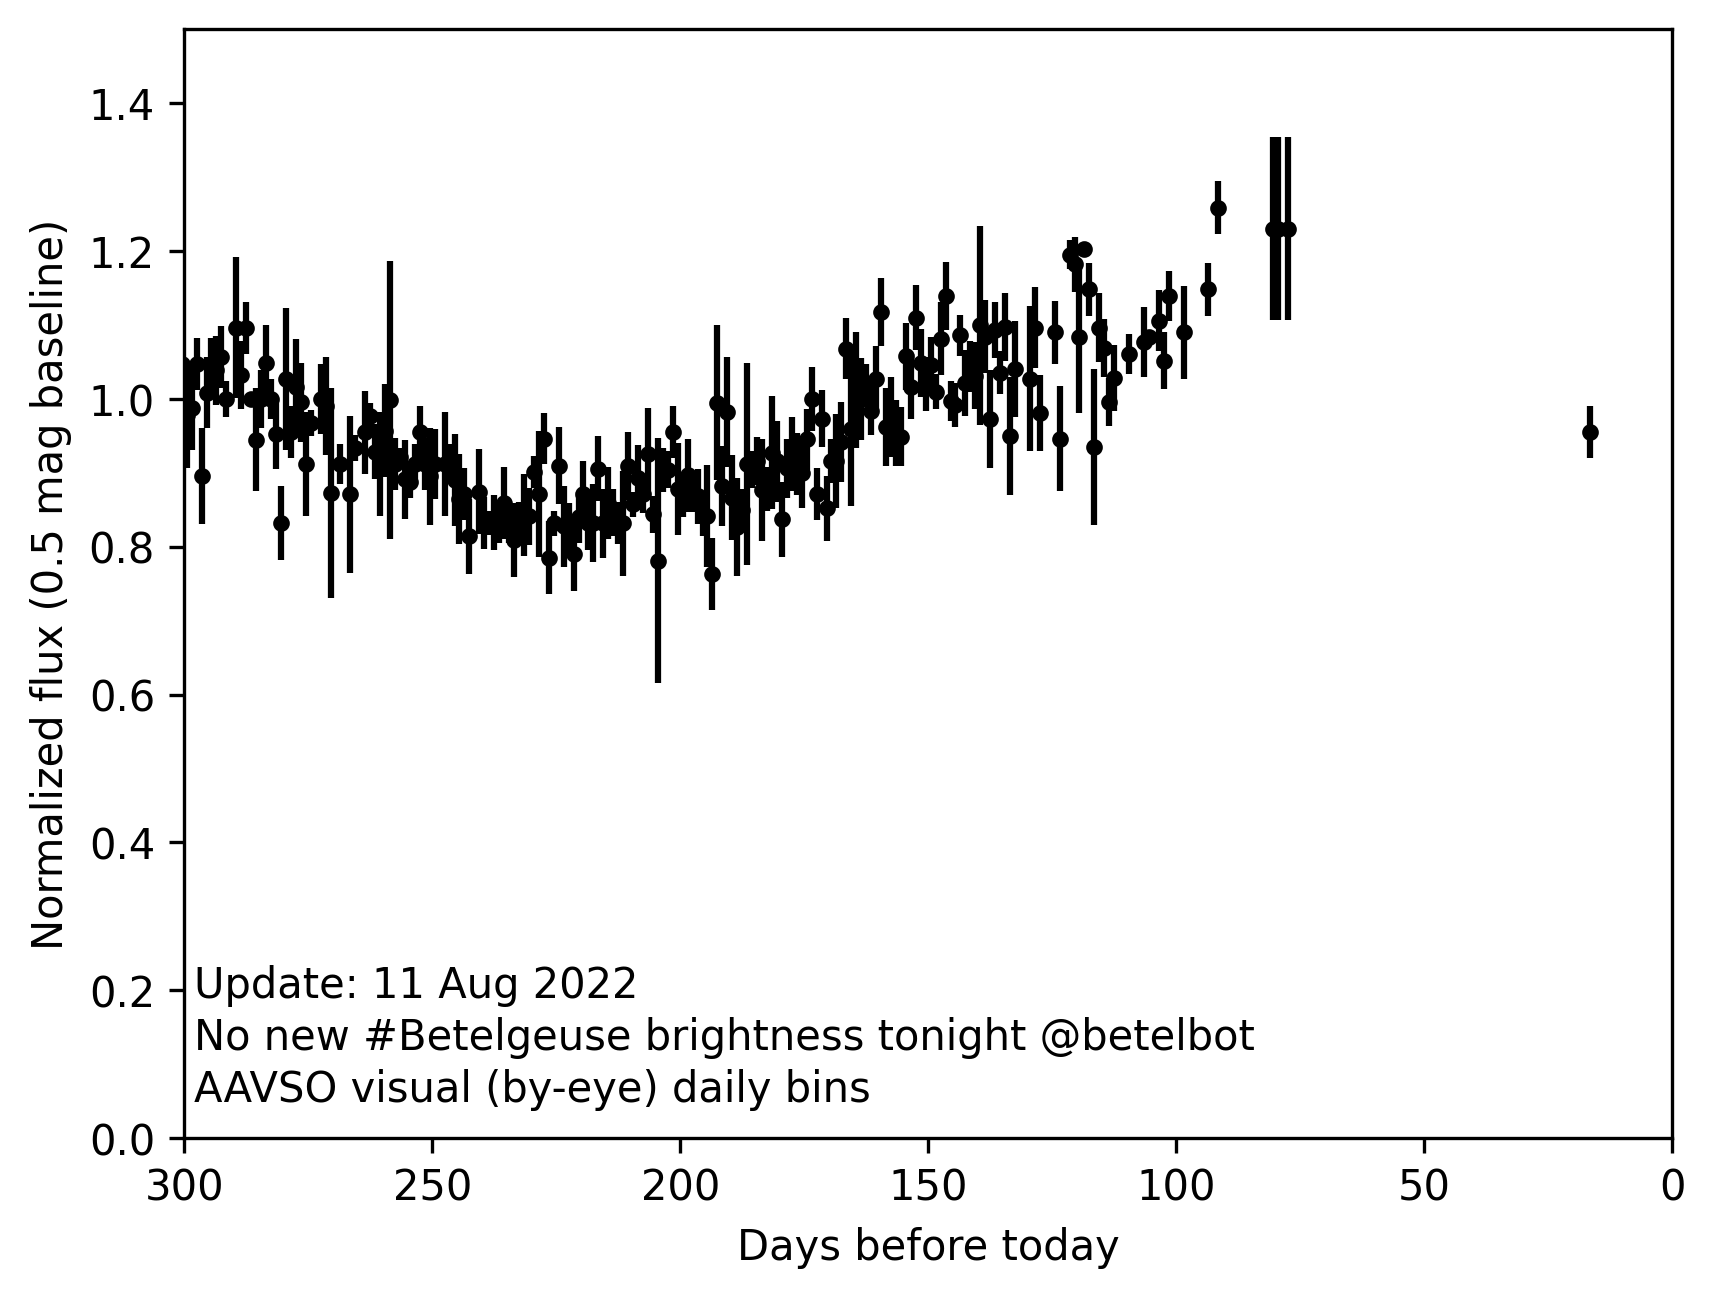 1.4
1.2
1.0
0.8
0.6
0.4
0.2
0.0
Normalized flux (0.5 mag baseline)
Update: 11 Aug 2022
No new #Betelgeuse brightness tonight @betelbot
AAVSO visual (by-eye) daily bins
300 250 200 150 100 50 0
Days before today